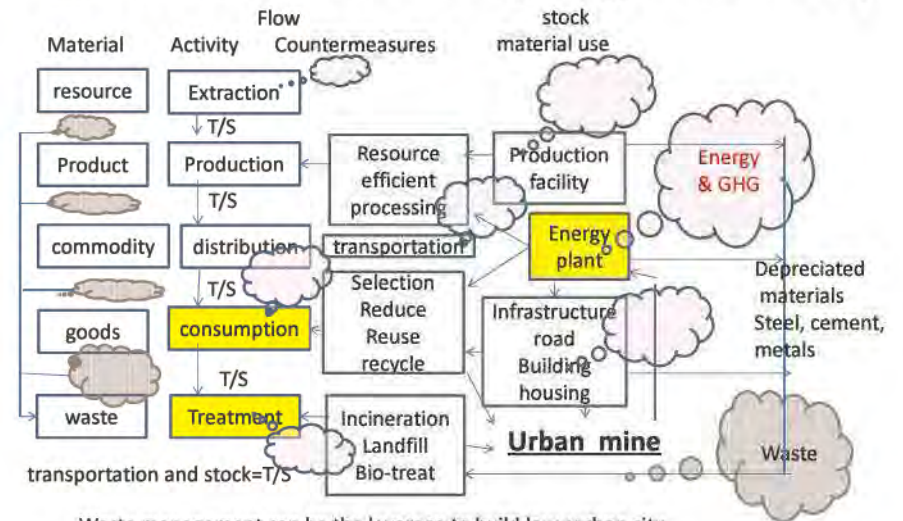 Flow
stock
Material
Activity
Countermeasures
material use
resource
Extraction
T/S
Product
Production
Resource
efficient
processing
Production
facility
Energy
& GHG
T/S
commodity
distribution
transportation
Energy
plant
T/S
Selection
Reduce
Reuse
recycle
Depreciated
materials
Steel, cement,
metals
goods
consumption
Infrastructure
road
Building
housing
T/S
waste
Treatment
Incineration
Landfill
Bio-treat
Urban mine
Waste
transportation and stock=T/S